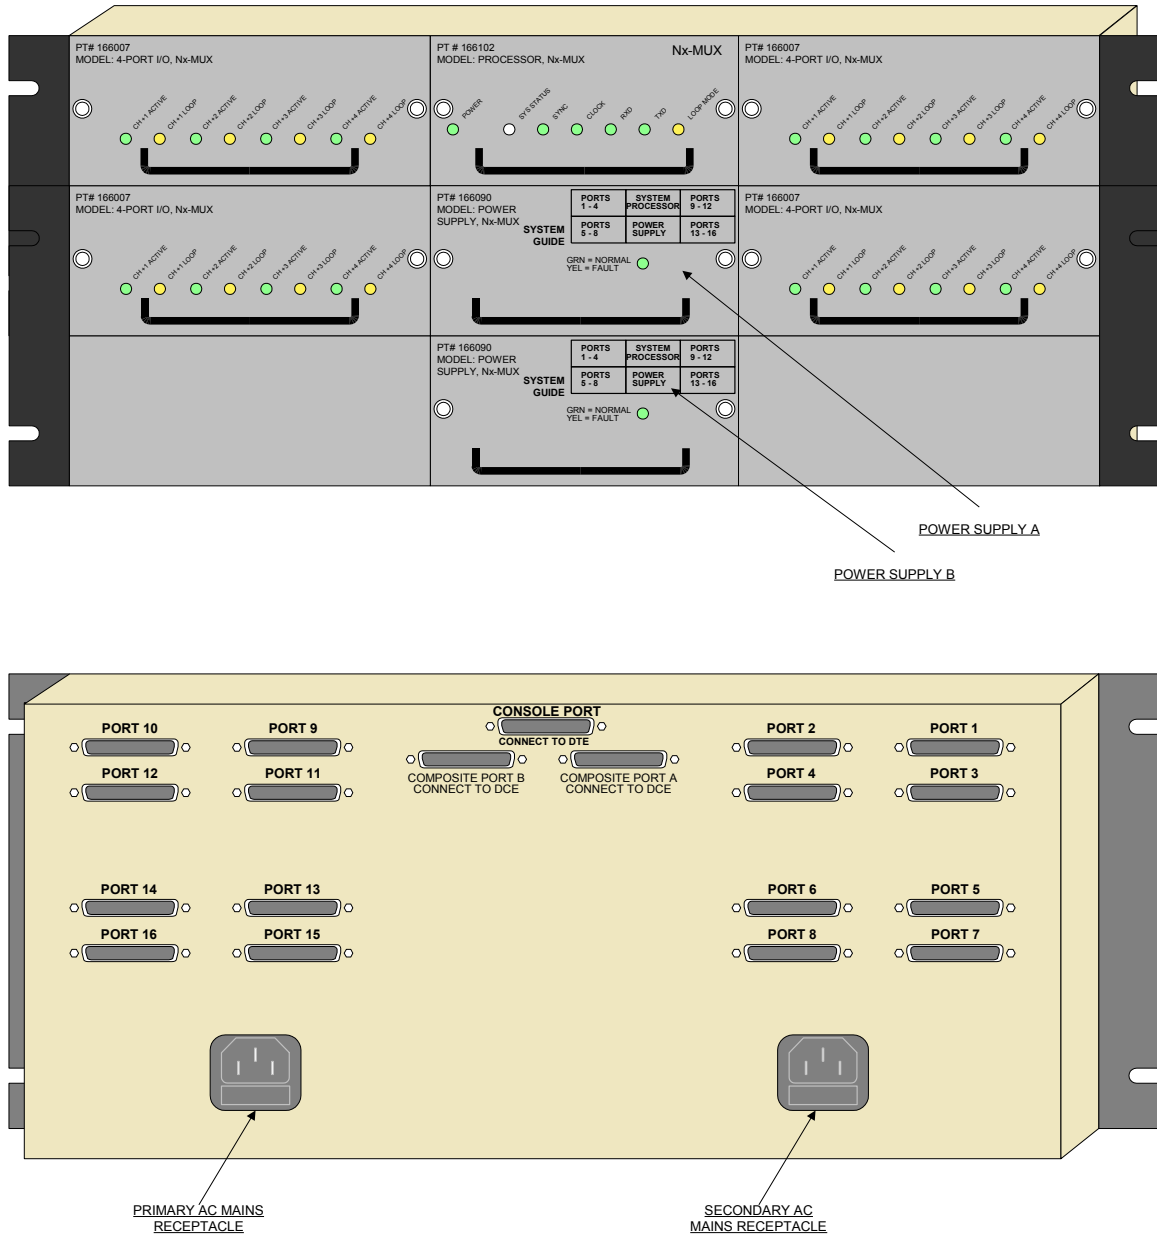 PT# 166007
MODEL: 4-PORT I/O, Nx-MUX
CH +1 ACTIVE
CH +1 LOOP
CH +2 ACTIVE
CH +2 LOOP
CH +3 ACTIVE
CH +3 LOOP
CH +4 ACTIVE
CH +4 LOOP
PT # 166102
MODEL: PROCESSOR, Nx-MUX
Nx-MUX
POWER
SYS STATUS
SYNC
CLOCK
RXD
TXD
LOOP MODE
PT# 166007
MODEL: 4-PORT I/O, Nx-MUX
CH +1 ACTIVE
CH +1 LOOP
CH +2 ACTIVE
CH +2 LOOP
CH +3 ACTIVE
CH +3 LOOP
CH +4 ACTIVE
CH +4 LOOP
PT# 166007
MODEL: 4-PORT I/O, Nx-MUX
CH +1 ACTIVE
CH +1 LOOP
CH +2 ACTIVE
CH +2 LOOP
CH +3 ACTIVE
CH +3 LOOP
CH +4 ACTIVE
CH +4 LOOP
PT# 166090
MODEL: POWER
SUPPLY, Nx-MUX
SYSTEM
GUIDE
PORTS
1 - 4
SYSTEM
PROCESSOR
PORTS
9 - 12
PORTS
5 - 8
POWER
SUPPLY
PORTS
13 - 16
GRN = NORMAL
YEL = FAULT
PT# 166007
MODEL: 4-PORT I/O, Nx-MUX
CH +1 ACTIVE
CH +1 LOOP
CH +2 ACTIVE
CH +2 LOOP
CH +3 ACTIVE
CH +3 LOOP
CH +4 ACTIVE
CH +4 LOOP
PT# 166090
MODEL: POWER
SUPPLY, Nx-MUX
SYSTEM
GUIDE
PORTS
1 - 4
SYSTEM
PROCESSOR
PORTS
9 - 12
PORTS
5 - 8
POWER
SUPPLY
PORTS
13 - 16
GRN = NORMAL
YEL = FAULT
POWER SUPPLY A
POWER SUPPLY B
CONSOLE PORT
CONNECT TO DTE
PORT 10
PORT 9
PORT 2
PORT 1
COMPOSITE PORT B
CONNECT TO DCE
COMPOSITE PORT A
CONNECT TO DCE
PORT 12
PORT 11
PORT 4
PORT 3
PORT 14
PORT 13
PORT 6
PORT 5
PORT 16
PORT 15
PORT 8
PORT 7
PRIMARY AC MAINS
RECEPTACLE
SECONDARY AC
MAINS RECEPTACLE